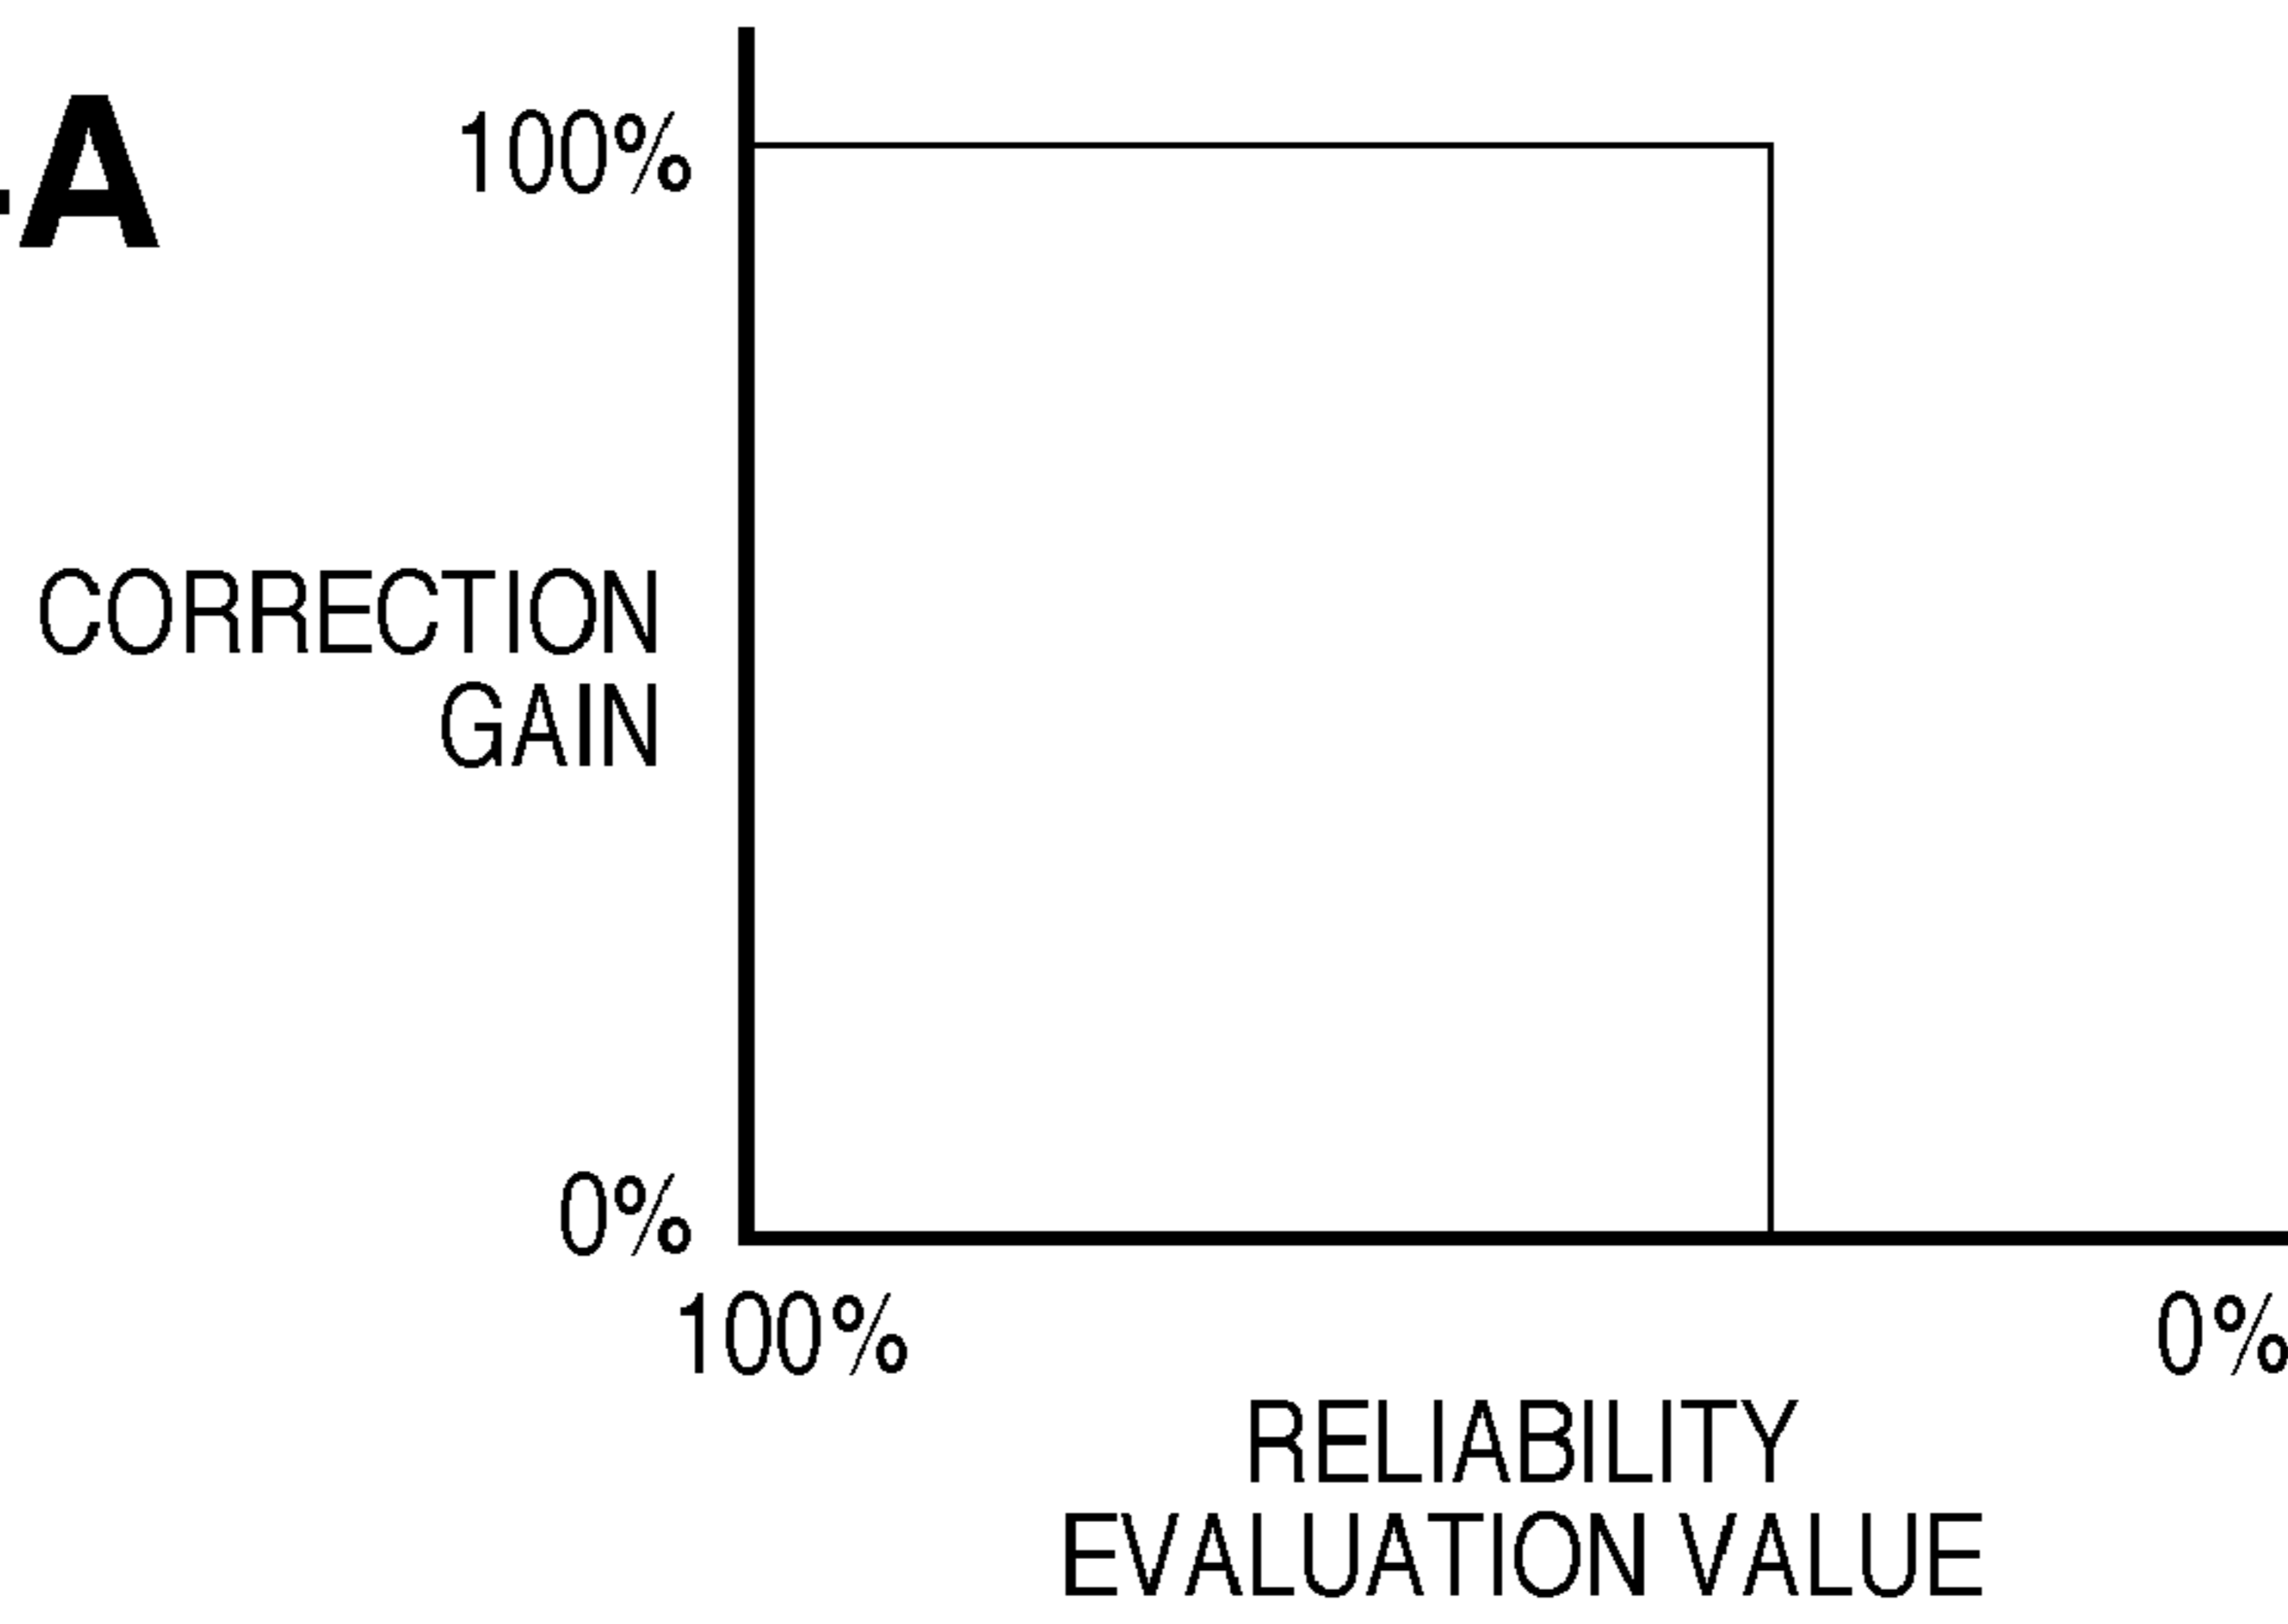 -A
100%
CORRECTION
GAIN
0%
100%
0%
RELIABILITY
EVALUATION VALUE